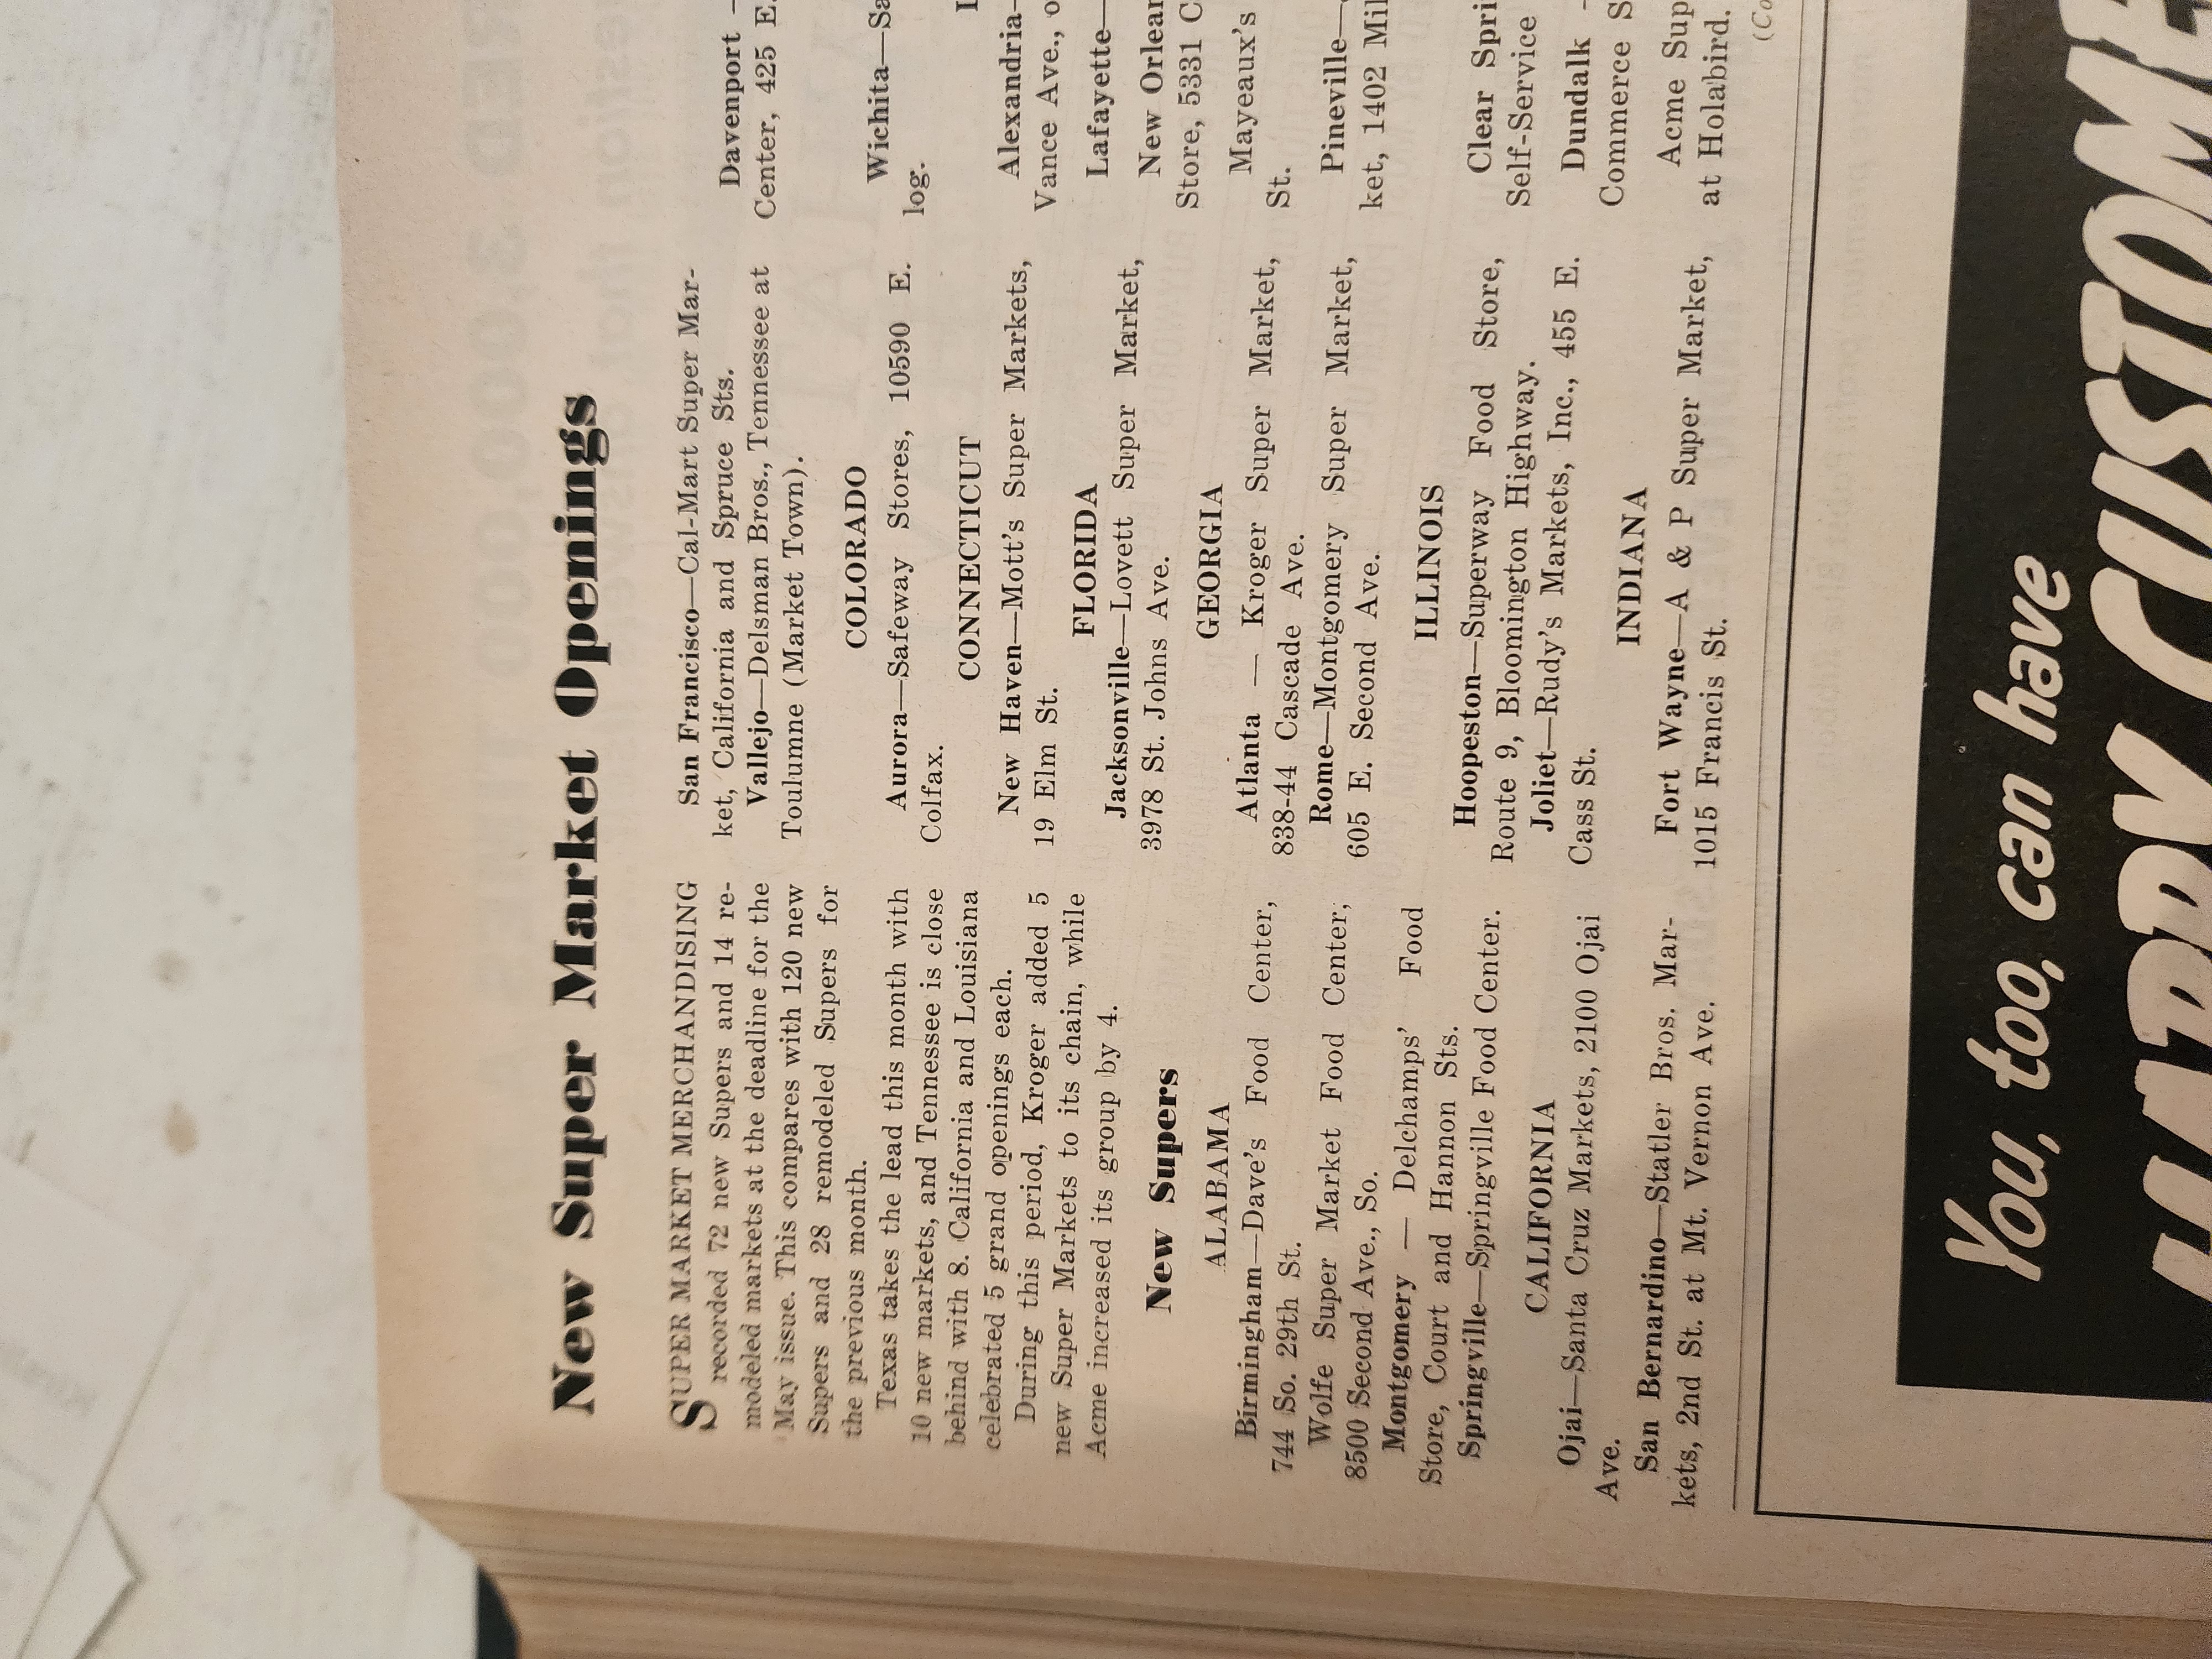 New Super Market Openings
SUPER MARKET MERCHANDISING
recorded 72 new Supers and 14 re-
modeled markets at the deadline for the
May issue. This compares with 120 new
Supers and 28 remodeled Supers for
the previous month.
Texas takes the lead this month with
10 new markets, and Tennessee is close
behind with 8. California and Louisiana
celebrated 5 grand openings each.
During this period, Kroger added 5
new Super Markets to its chain, while
Acme increased its group by 4.
New Supers
ALABAMA
Birmingham—Dave's Food Center,
744 So. 29th St.
Wolfe Super Market Food Center,
8500 Second Ave., So.
Montgomery — Delchamps' Food
Store, Court and Hannon Sts.
Springville—Springville Food Center.
CALIFORNIA
Ojai—Santa Cruz Markets, 2100 Ojai
Ave.
San Bernardino—Statler Bros. Mar-
kets, 2nd St. at Mt. Vernon Ave.
San Francisco—Cal-Mart Super Mar-
ket, California and Spruce Sts.
Vallejo—Delsman Bros., Tennessee at
Toulumne (Market Town).
COLORADO
Aurora—Safeway Stores, 10590 E.
Colfax.
CONNECTICUT
New Haven—Mott's Super Markets,
19 Elm St.
FLORIDA
Jacksonville—Lovett Super Market,
3978 St. Johns Ave.
GEORGIA
Atlanta — Kroger Super Market,
838-44 Cascade Ave.
Rome—Montgomery Super Market,
605 E. Second Ave.
ILLINOIS
Hoopeston—Superway Food Store,
Route 9, Bloomington Highway.
Joliet—Rudy's Markets, Inc., 455 E.
Cass St.
INDIANA
Fort Wayne—A & P Super Market,
1015 Francis St.
Davenport —
Center, 425 E.
Wichita—Sa
log.
Alexandria—
Vance Ave., o
Lafayette—
New Orlean
Store, 5331 C
Mayeaux's
St.
Pineville—
ket, 1402 Mil
Clear Spri
Self-Service
Dundalk -
Commerce S
Acme Sup
at Holabird.
(Co
You, too, can have
HAPPY CUSTOME